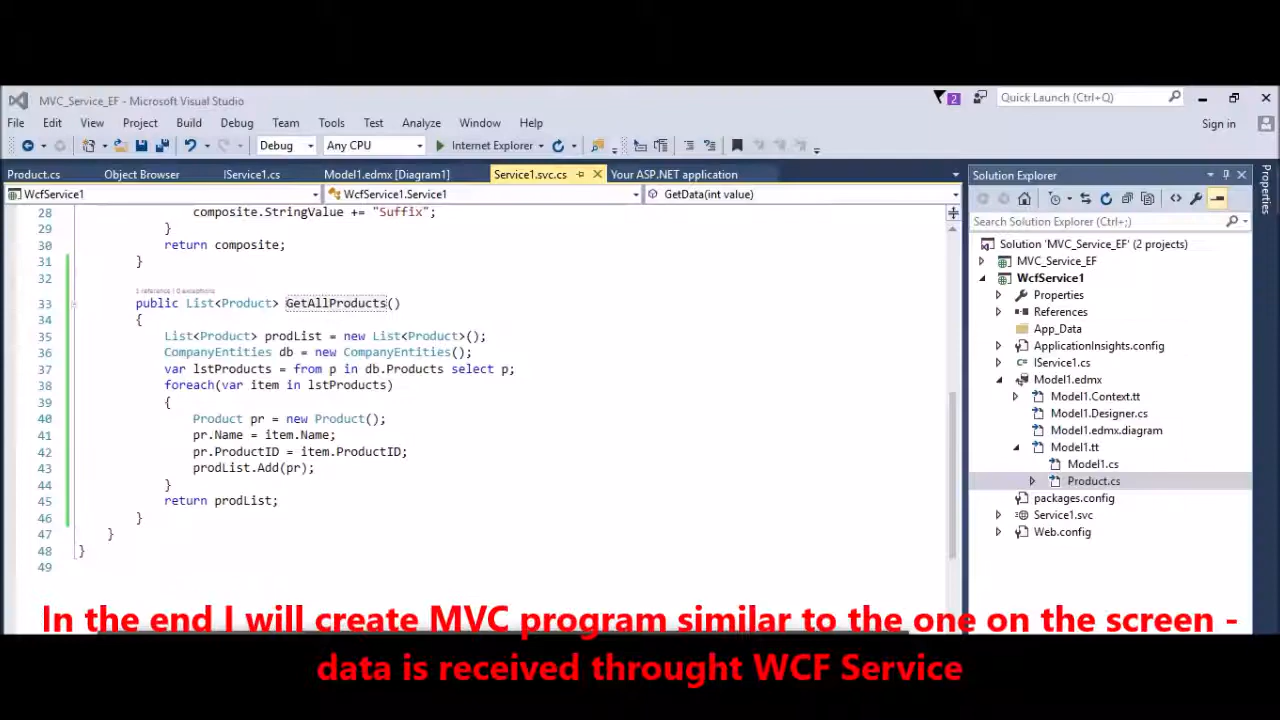 MVC_Service_EF - Microsoft Visual Studio
2
Quick Launch (Ctrl+Q)
File Edit View Project Build Debug Team Tools Test Analyze Window Help
Sign in
Debug Any CPU Internet Explorer
Product.cs Object Browser IService1.cs Model1.edmx [Diagram1] Service1.svc.cs Your ASP.NET application
WcfService1 WcfService1.Service1 GetData(int value)
28 composite.StringValue += "Suffix";
29 }
30 return composite;
31 }
32
1 reference | 0 exceptions
33 public List<Product> GetAllProducts()
34 {
35 List<Product> prodList = new List<Product>();
36 CompanyEntities db = new CompanyEntities();
37 var lstProducts = from p in db.Products select p;
38 foreach(var item in lstProducts)
39 {
40 Product pr = new Product();
41 pr.Name = item.Name;
42 pr.ProductID = item.ProductID;
43 prodList.Add(pr);
44 }
45 return prodList;
46 }
47 }
48 }
49
Solution Explorer
Search Solution Explorer (Ctrl+;)
Solution 'MVC_Service_EF' (2 projects)
MVC_Service_EF
WcfService1
Properties
References
App_Data
ApplicationInsights.config
IService1.cs
Model1.edmx
Model1.Context.tt
Model1.Designer.cs
Model1.edmx.diagram
Model1.tt
Model1.cs
Product.cs
packages.config
Service1.svc
Web.config
Properties
In the end I will create MVC program similar to the one on the screen -
data is received throught WCF Service